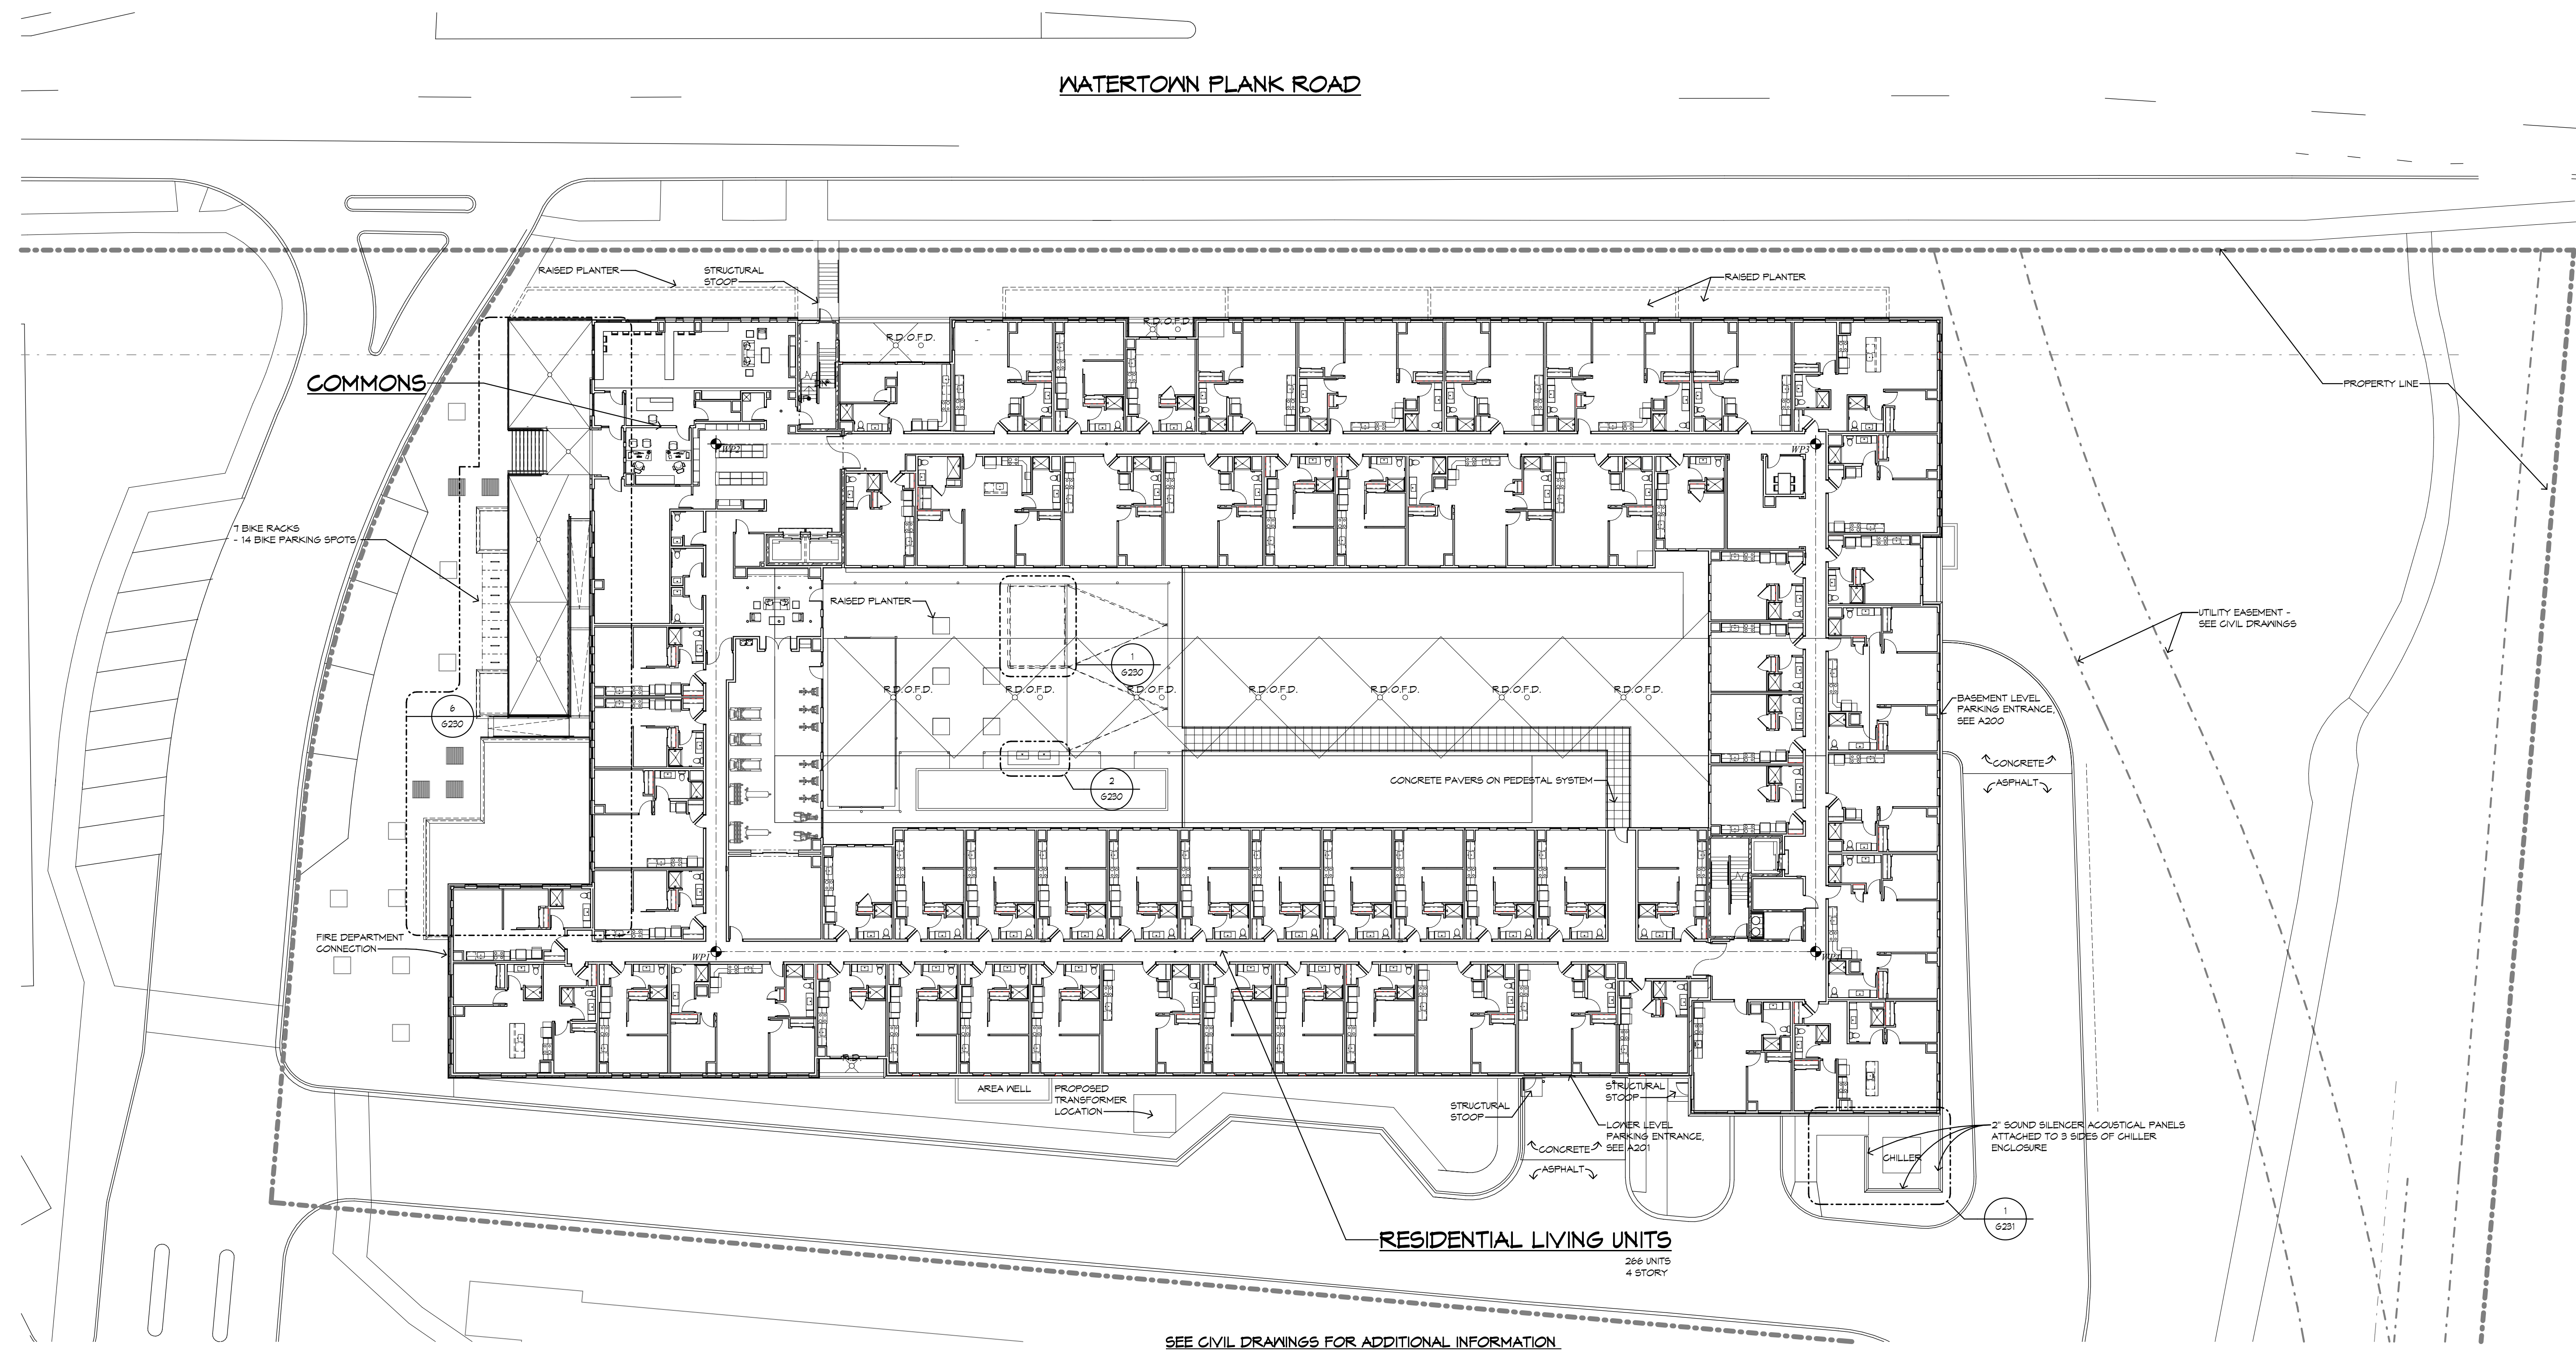 WATERTOWN PLANK ROAD
RAISED PLANTER
STRUCTURAL
STOOP
RAISED PLANTER
R.D.O.F.D.
R.D.O.F.D.
COMMONS
PROPERTY LINE
DN
WP2
WP3
7 BIKE RACKS
- 14 BIKE PARKING SPOTS
RAISED PLANTER
UTILITY EASEMENT -
SEE CIVIL DRAWINGS
1
G230
R.D.O.F.D.
R.D.O.F.D.
R.D.O.F.D.
R.D.O.F.D.
R.D.O.F.D.
R.D.O.F.D.
R.D.O.F.D.
6
G230
BASEMENT LEVEL
PARKING ENTRANCE,
SEE A200
CONCRETE
ASPHALT
2
G230
CONCRETE PAVERS ON PEDESTAL SYSTEM
FIRE DEPARTMENT
CONNECTION
WP1
R.D.
AREA WELL
PROPOSED
TRANSFORMER
LOCATION
STRUCTURAL
STOOP
STRUCTURAL
STOOP
LOWER LEVEL
PARKING ENTRANCE,
SEE A201
CONCRETE
ASPHALT
2" SOUND SILENCER ACOUSTICAL PANELS
ATTACHED TO 3 SIDES OF CHILLER
ENCLOSURE
CHILLER
1
G231
RESIDENTIAL LIVING UNITS
266 UNITS
4 STORY
SEE CIVIL DRAWINGS FOR ADDITIONAL INFORMATION